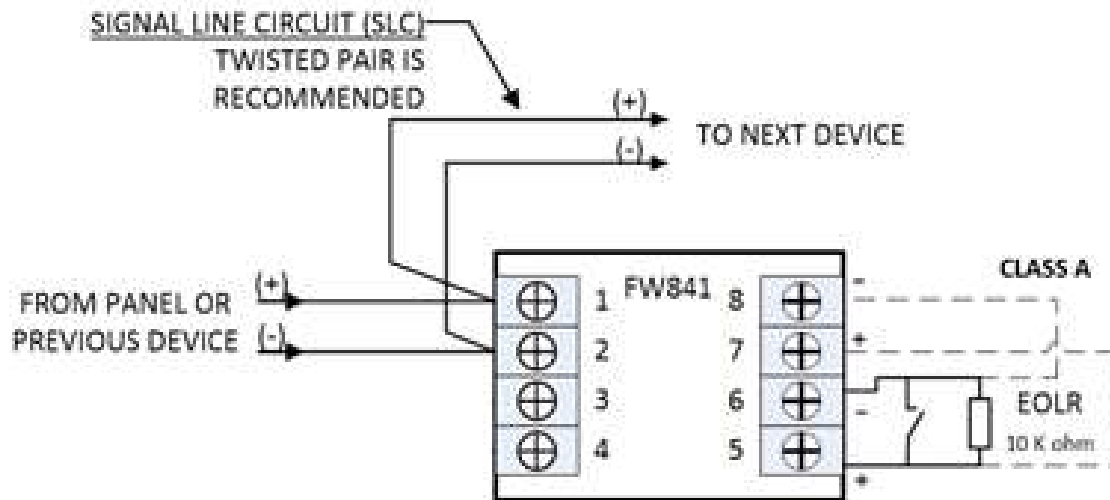 SIGNAL LINE CIRCUIT (SLC)
TWISTED PAIR IS
RECOMMENDED
(+)
(-)
TO NEXT DEVICE
FROM PANEL OR
PREVIOUS DEVICE
(+)
(-)
FW841
1
2
3
4
8
7
6
5
-
+
-
+
CLASS A
EOLR
10 K ohm